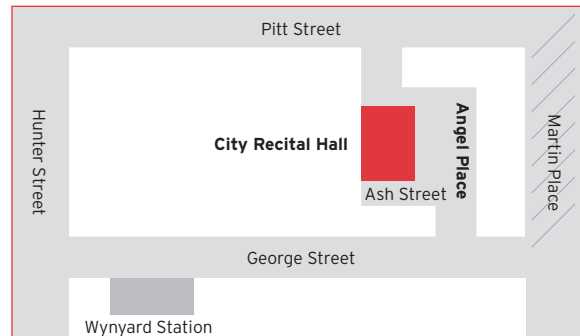 Pitt Street
Hunter Street
City Recital Hall
Angel Place
Martin Place
Ash Street
George Street
Wynyard Station